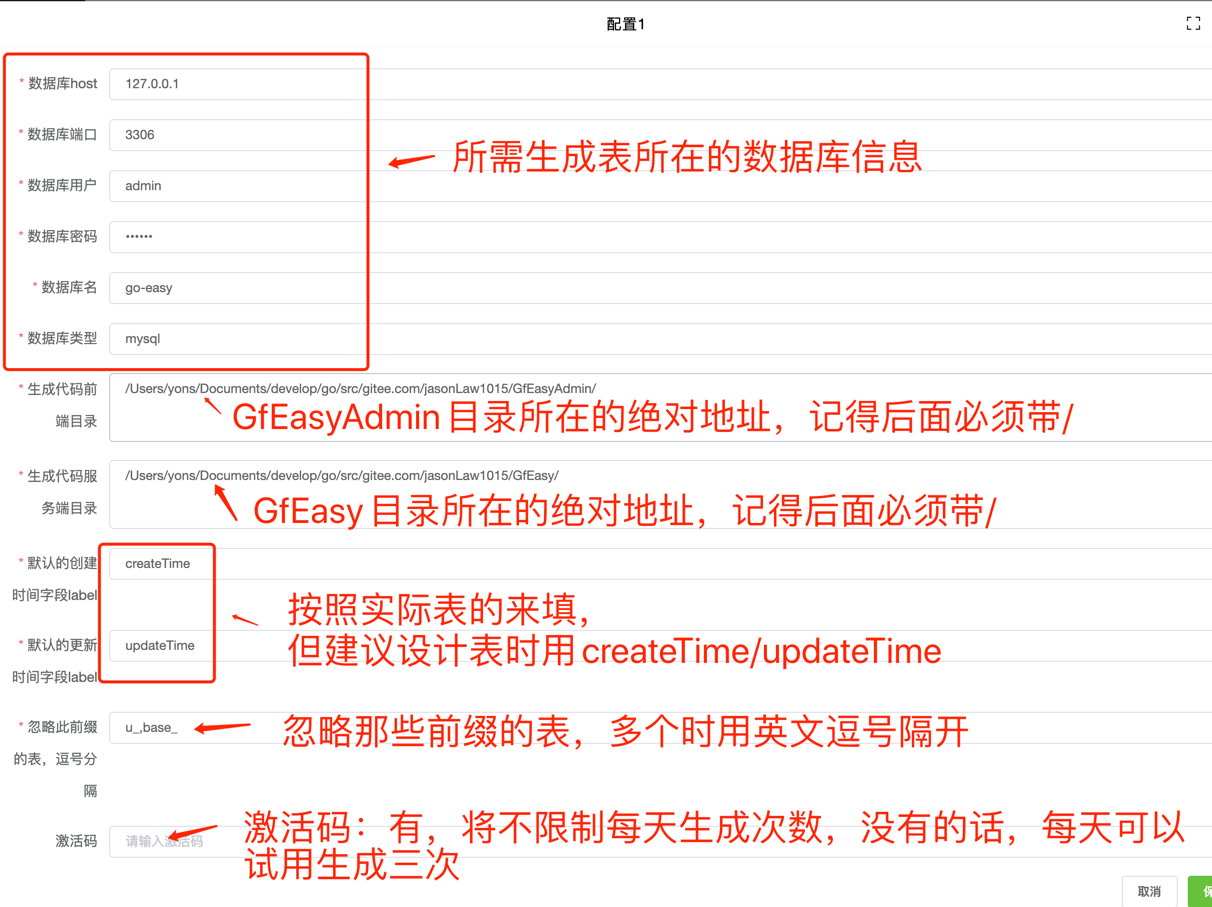 配置1
* 数据库host
127.0.0.1
* 数据库端口
3306
所需生成表所在的数据库信息
* 数据库用户
admin
* 数据库密码
••••••
* 数据库名
go-easy
* 数据库类型
mysql
* 生成代码前
端目录
/Users/yons/Documents/develop/go/src/gitee.com/jasonLaw1015/GfEasyAdmin/
GfEasyAdmin 目录所在的绝对地址，记得后面必须带/
* 生成代码服
务端目录
/Users/yons/Documents/develop/go/src/gitee.com/jasonLaw1015/GfEasy/
GfEasy 目录所在的绝对地址，记得后面必须带/
* 默认的创建
时间字段label
createTime
按照实际表的来填，
但建议设计表时用createTime/updateTime
* 默认的更新
时间字段label
updateTime
* 忽略此前缀
的表，逗号分
隔
u_,base_
忽略那些前缀的表，多个时用英文逗号隔开
激活码
请输入激活码
激活码：有，将不限制每天生成次数，没有的话，每天可以
试用生成三次
取消